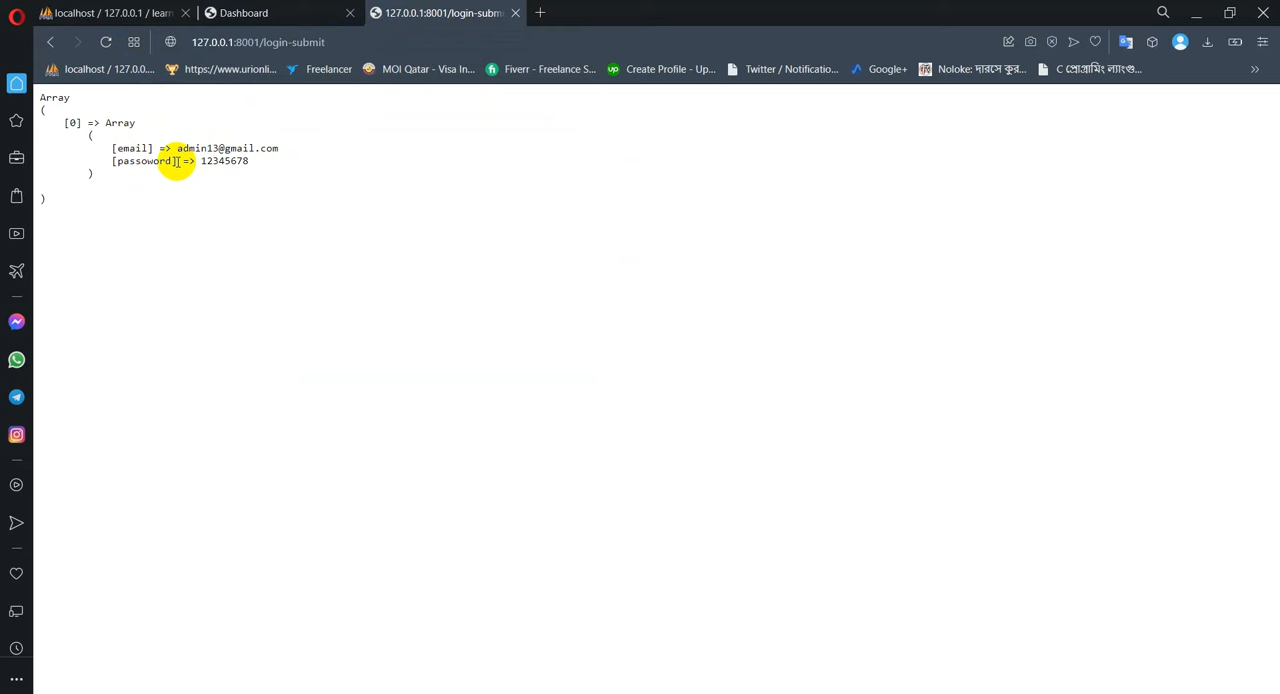 localhost / 127.0.0.1 / learn
Dashboard
127.0.0.1:8001/login-submi
127.0.0.1:8001/login-submit
localhost / 127.0.0....
https://www.urionli...
Freelancer
MOI Qatar - Visa In...
Fiverr - Freelance S...
Create Profile - Up...
Twitter / Notificatio...
Google+
Noloke: দারসে কুর...
C প্রোগ্রামিং ল্যাংগু...
Array
(
[0] => Array
(
[email] => admin13@gmail.com
[passoword] => 12345678
)
)